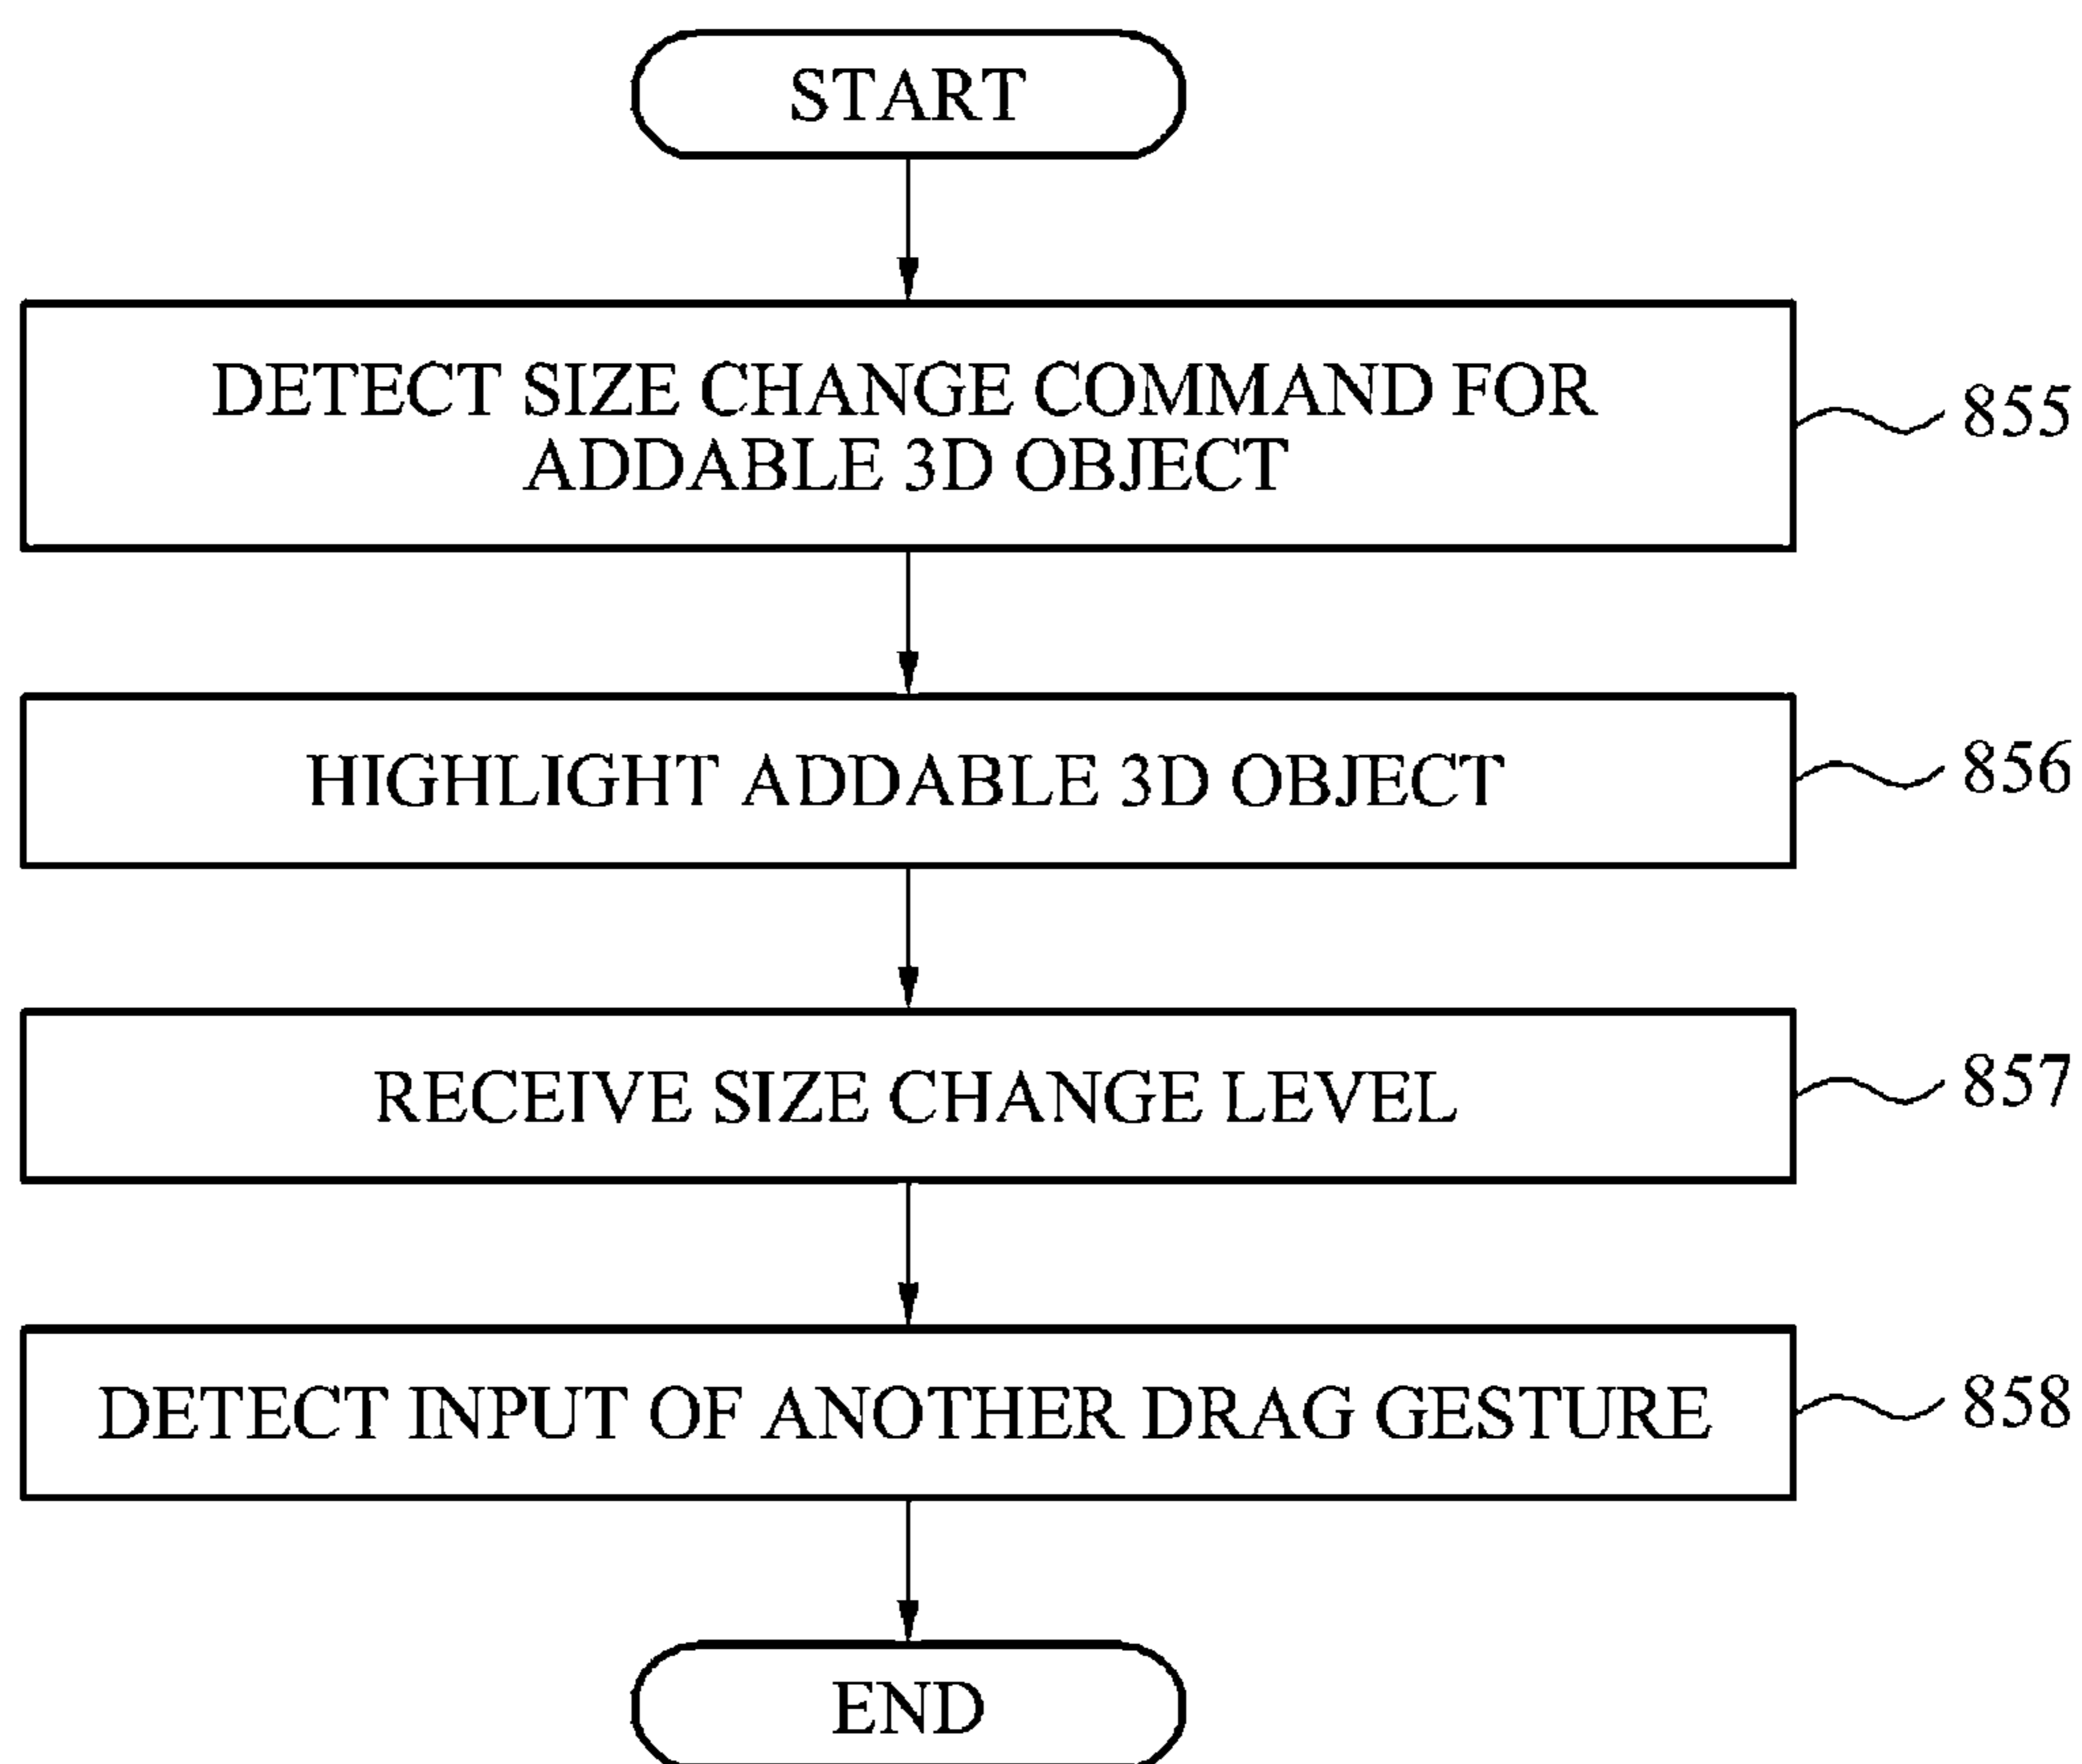 START
DETECT SIZE CHANGE COMMAND FOR
ADDABLE 3D OBJECT
855
HIGHLIGHT ADDABLE 3D OBJECT
856
RECEIVE SIZE CHANGE LEVEL
857
DETECT INPUT OF ANOTHER DRAG GESTURE
858
END